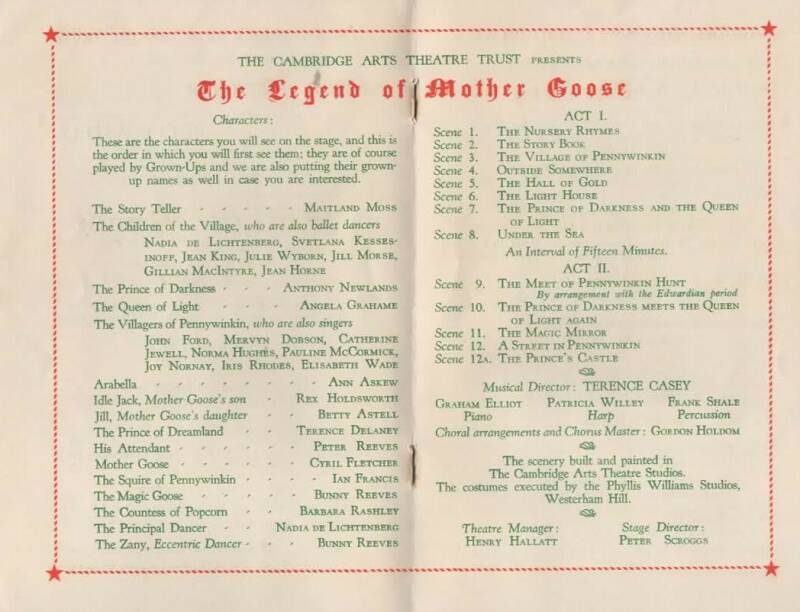 THE CAMBRIDGE ARTS THEATRE TRUST PRESENTS
The Legend of Mother Goose
Characters:
These are the characters you will see on the stage, and this is
the order in which you will first see them; they are of course
played by Grown-Ups and we are also putting their grown-
up names as well in case you are interested.
The Story Teller - - - - - MAITLAND MOSS
The Children of the Village, who are also ballet dancers
NADIA DE LICHTENBERG, SVETLANA KESSES-
INOFF, JEAN KING, JULIE WYBORN, JILL MORSE,
GILLIAN MACINTYRE, JEAN HORNE
The Prince of Darkness - - - ANTHONY NEWLANDS
The Queen of Light - - - ANGELA GRAHAME
The Villagers of Pennywinkin, who are also singers
JOHN FORD, MERVYN DOBSON, CATHERINE
JEWELL, NORMA HUGHES, PAULINE MCCORMICK,
JOY NORNAY, IRIS RHODES, ELISABETH WADE
Arabella - - - - - - - - ANN ASKEW
Idle Jack, Mother Goose's son - - REX HOLDSWORTH
Jill, Mother Goose's daughter - - BETTY ASTELL
The Prince of Dreamland - - TERENCE DELANEY
His Attendant - - - - - PETER REEVES
Mother Goose - - - - - CYRIL FLETCHER
The Squire of Pennywinkin - - - - IAN FRANCIS
The Magic Goose - - - - BUNNY REEVES
The Countess of Popcorn - - - BARBARA RASHLEY
The Principal Dancer - - NADIA DE LICHTENBERG
The Zany, Eccentric Dancer - - - BUNNY REEVES
ACT I.
Scene 1. THE NURSERY RHYMES
Scene 2. THE STORY BOOK
Scene 3. THE VILLAGE OF PENNYWINKIN
Scene 4. OUTSIDE SOMEWHERE
Scene 5. THE HALL OF GOLD
Scene 6. THE LIGHT HOUSE
Scene 7. THE PRINCE OF DARKNESS AND THE QUEEN
OF LIGHT
Scene 8. UNDER THE SEA
An Interval of Fifteen Minutes.
ACT II.
Scene 9. THE MEET OF PENNYWINKIN HUNT
By arrangement with the Edwardian period
Scene 10. THE PRINCE OF DARKNESS MEETS THE QUEEN
OF LIGHT AGAIN
Scene 11. THE MAGIC MIRROR
Scene 12. A STREET IN PENNYWINKIN
Scene 12A. THE PRINCE'S CASTLE
Musical Director: TERENCE CASEY
GRAHAM ELLIOT PATRICIA WILLEY FRANK SHALE
Piano Harp Percussion
Choral arrangements and Chorus Master: GORDON HOLDOM
The scenery built and painted in
The Cambridge Arts Theatre Studios.
The costumes executed by the Phyllis Williams Studios,
Westerham Hill.
Theatre Manager: Stage Director:
HENRY HALLATT PETER SCROGGS